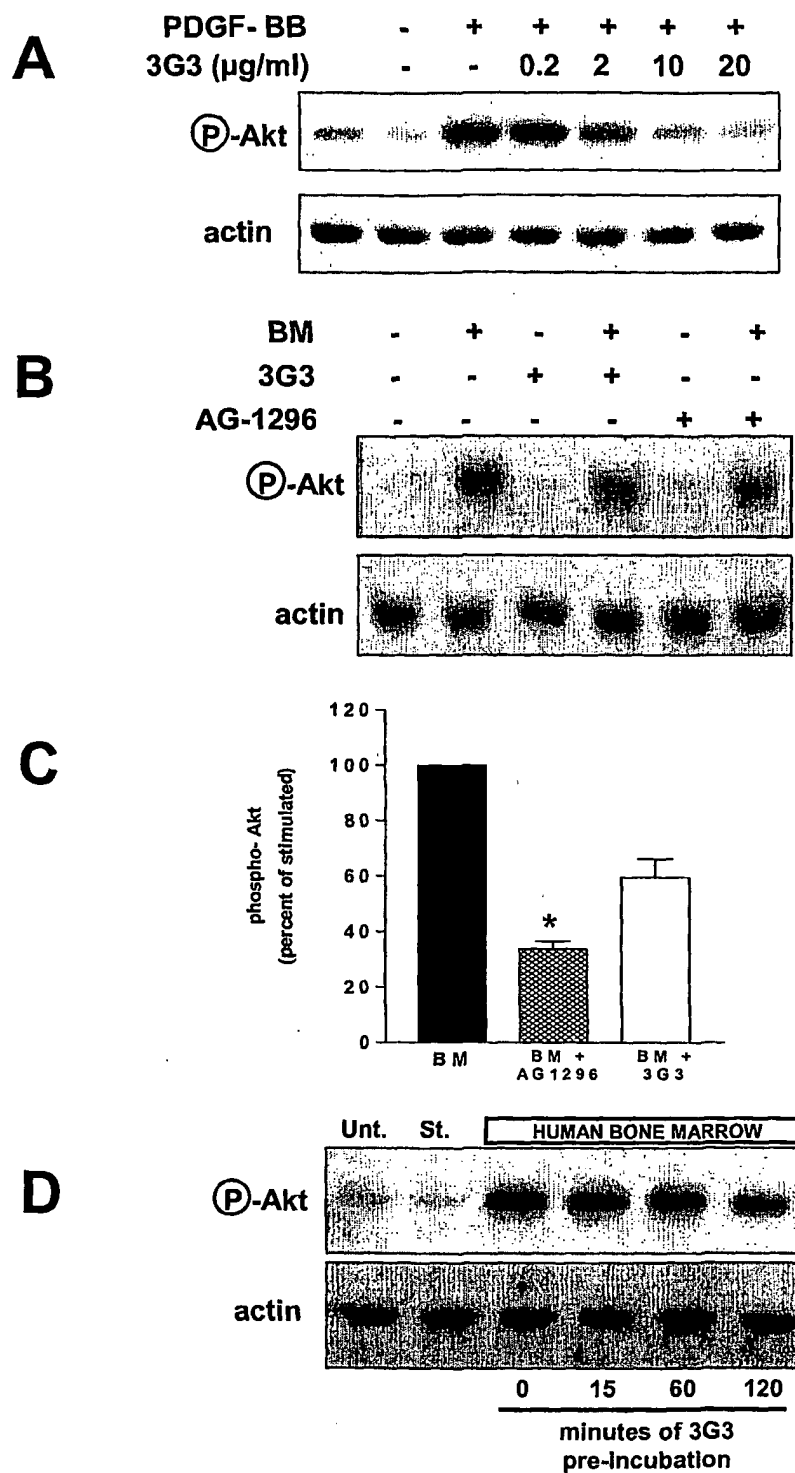 A
PDGF- BB - + + + + +
3G3 (µg/ml) - - 0.2 2 10 20
Ⓟ-Akt
actin
B
BM - + - + - +
3G3 - - + + - -
AG-1296 - - - - + +
Ⓟ-Akt
actin
C
phospho- Akt
(percent of stimulated)
120
100
80
60
40
20
0
*
BM
BM +
AG1296
BM +
3G3
D
Unt. St. HUMAN BONE MARROW
Ⓟ-Akt
actin
0 15 60 120
minutes of 3G3
pre-incubation